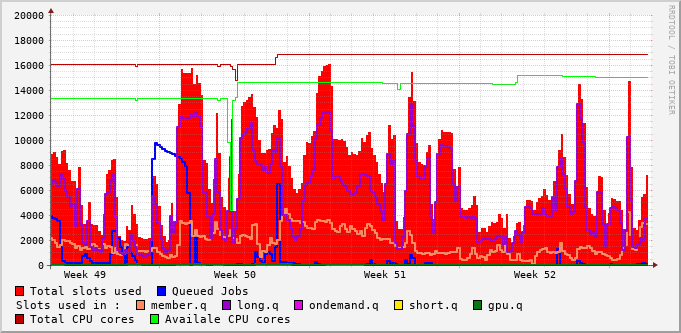 RRDTOOL / TOBI OETIKER
20000
18000
16000
14000
12000
10000
8000
6000
4000
2000
0
Week 49 Week 50 Week 51 Week 52
Total slots used Queued Jobs
Slots used in : member.q long.q ondemand.q short.q gpu.q
Total CPU cores Availale CPU cores